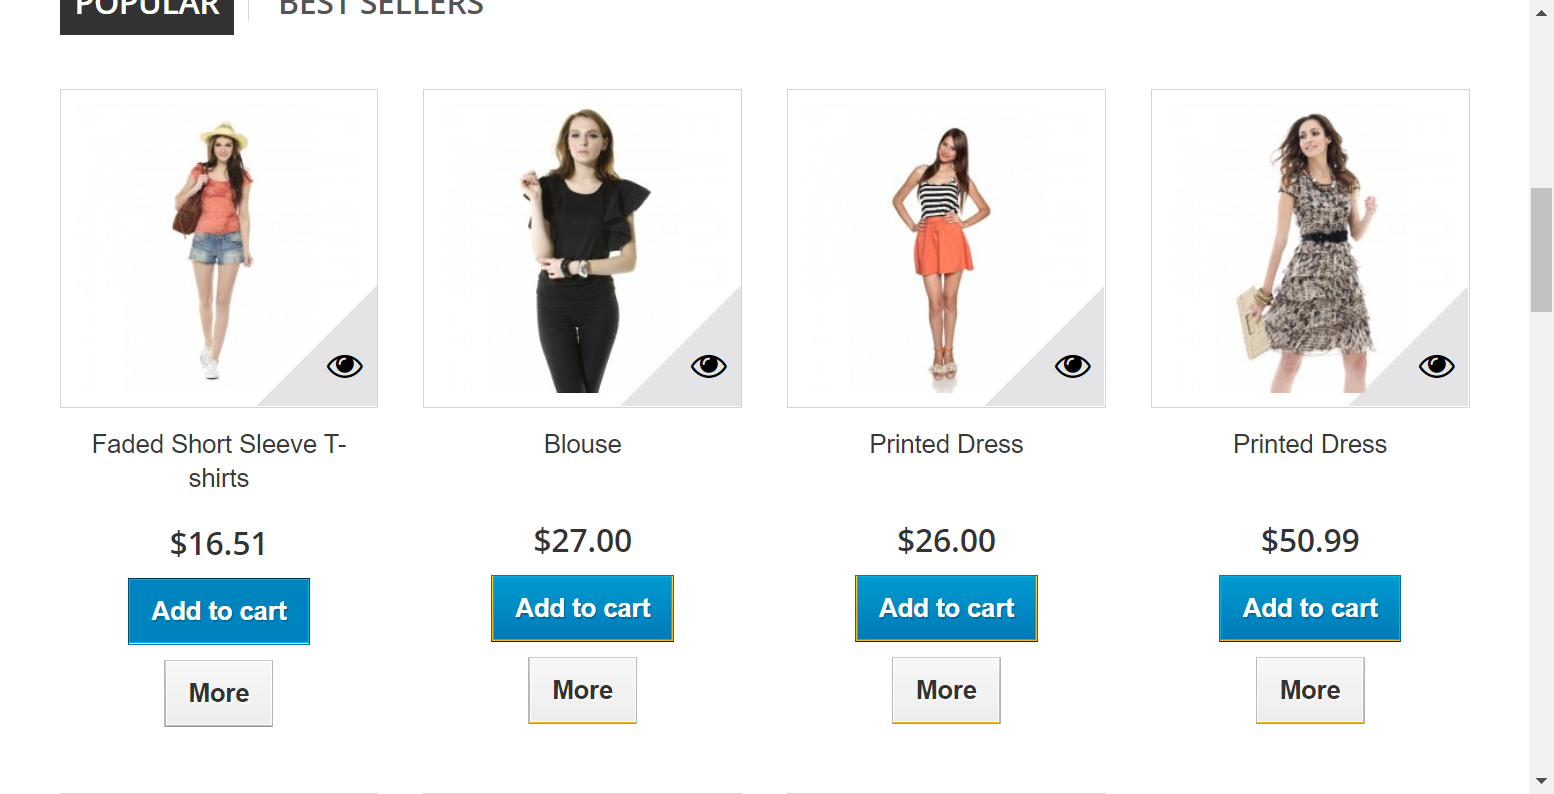 POPULAR
BEST SELLERS
Faded Short Sleeve T-
shirts
$16.51
Add to cart
More
Blouse
$27.00
Add to cart
More
Printed Dress
$26.00
Add to cart
More
Printed Dress
$50.99
Add to cart
More